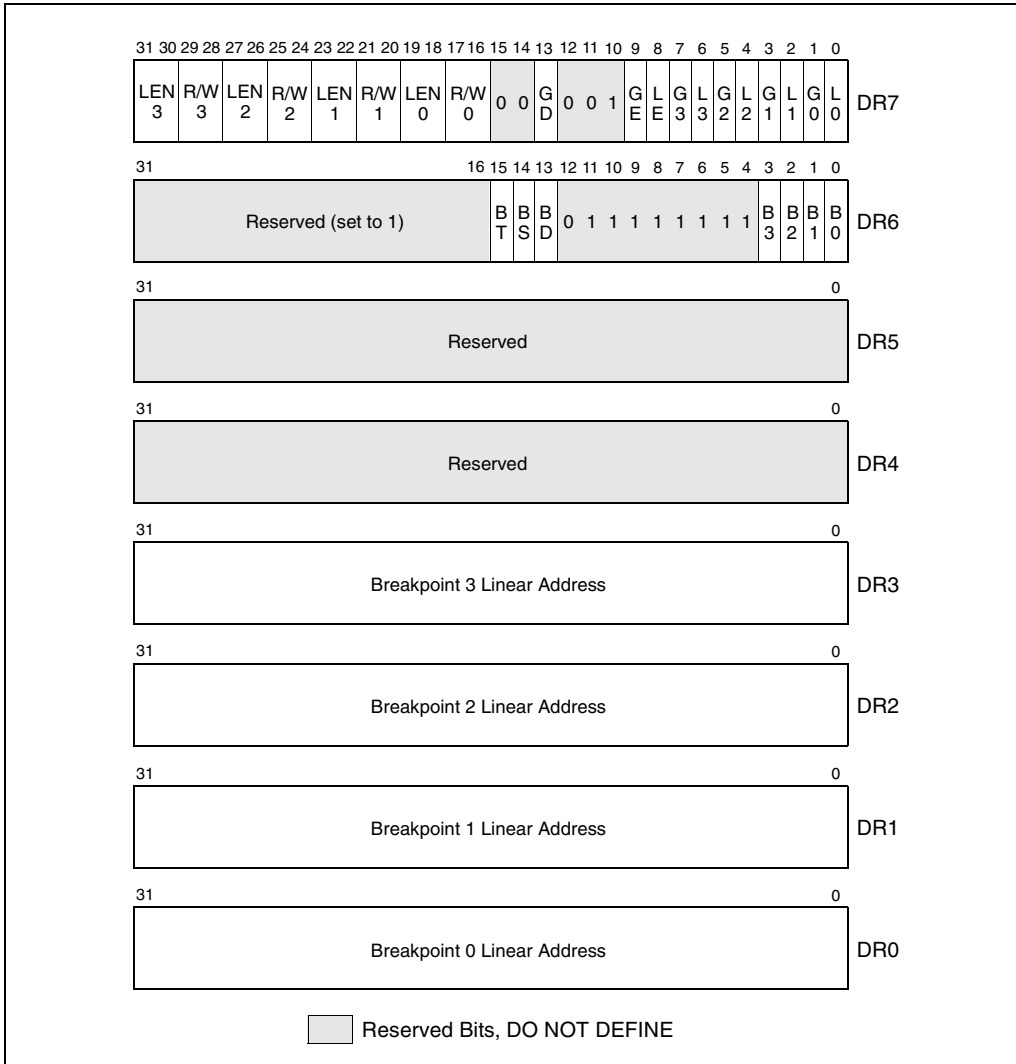 31 30 29 28 27 26 25 24 23 22 21 20 19 18 17 16 15 14 13 12 11 10 9 8 7 6 5 4 3 2 1 0
LEN R/W LEN R/W LEN R/W LEN R/W 0 0 G 0 0 1 G L G L G L G L G L DR7
3 3 2 2 1 1 0 0 D E E 3 3 2 2 1 1 0 0
31 16 15 14 13 12 11 10 9 8 7 6 5 4 3 2 1 0
Reserved (set to 1) B B B 0 1 1 1 1 1 1 1 1 B B B B DR6
T S D 3 2 1 0
31 0
Reserved DR5
31 0
Reserved DR4
31 0
Breakpoint 3 Linear Address DR3
31 0
Breakpoint 2 Linear Address DR2
31 0
Breakpoint 1 Linear Address DR1
31 0
Breakpoint 0 Linear Address DR0
Reserved Bits, DO NOT DEFINE